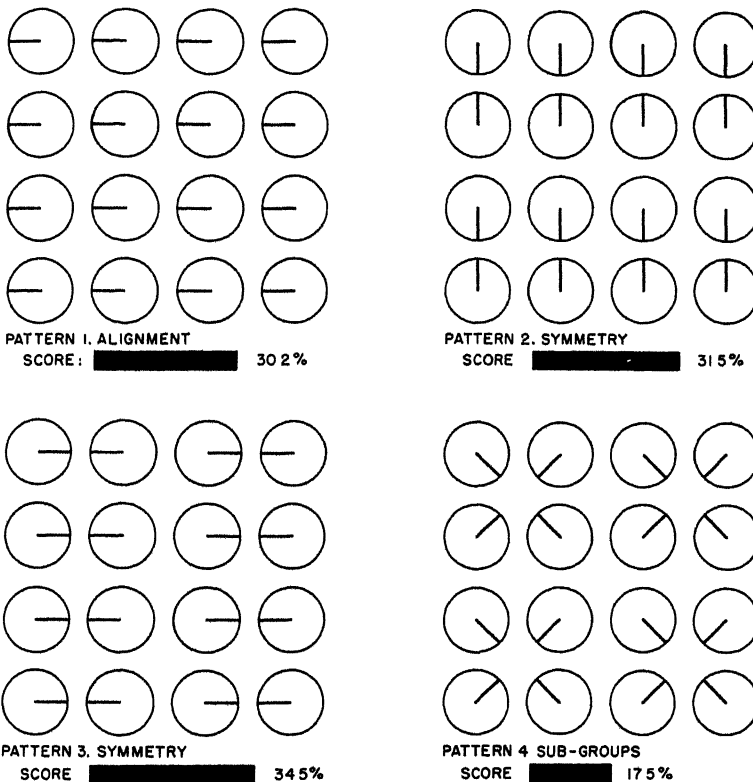 PATTERN 1. ALIGNMENT
SCORE: 30 2%
PATTERN 2. SYMMETRY
SCORE 31 5%
PATTERN 3. SYMMETRY
SCORE 34 5%
PATTERN 4 SUB-GROUPS
SCORE 17 5%